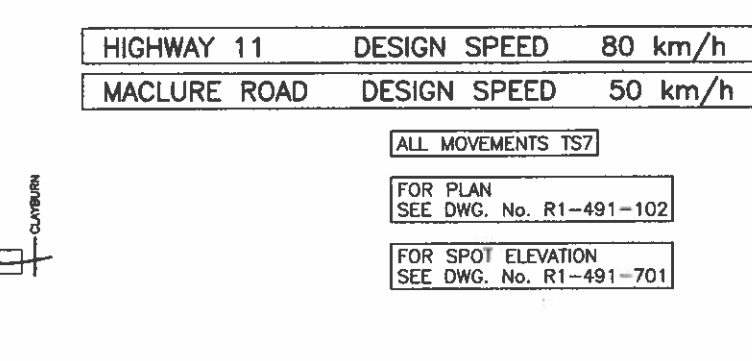 HIGHWAY 11 DESIGN SPEED 80 km/h
MACLURE ROAD DESIGN SPEED 50 km/h
ALL MOVEMENTS TS7
FOR PLAN
SEE DWG. No. R1-491-102
FOR SPOT ELEVATION
SEE DWG. No. R1-491-701
CLAYBURN